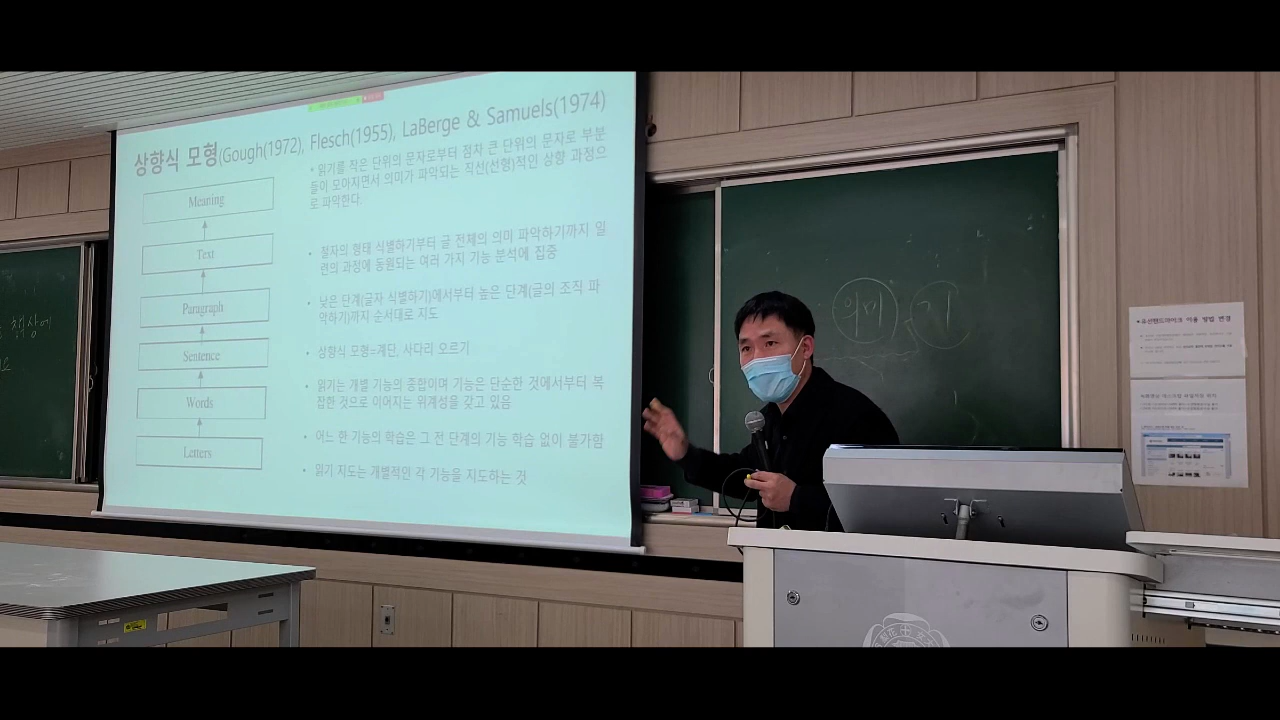 상향식 모형(Gough(1972), Flesch(1955), LaBerge & Samuels(1974)
Meaning
Text
Paragraph
Sentence
Words
Letters
• 읽기를 작은 단위의 문자로부터 점차 큰 단위의 문자로 부분
들이 모아지면서 의미가 파악되는 직선(선형)적인 상향 과정으
로 파악한다.
• 철자의 형태 식별하기부터 글 전체의 의미 파악하기까지 일
련의 과정에 동원되는 여러 가지 기능 분석에 집중
• 낮은 단계(글자 식별하기)에서부터 높은 단계(글의 조직 파
악하기)까지 순서대로 지도
• 상향식 모형=계단, 사다리 오르기
• 읽기는 개별 기능의 종합이며 기능은 단순한 것에서부터 복
잡한 것으로 이어지는 위계성을 갖고 있음
• 어느 한 기능의 학습은 그 전 단계의 기능 학습 없이 불가함
• 읽기 지도는 개별적인 각 기능을 지도하는 것
책상에
의미
기
이용 방법 변경